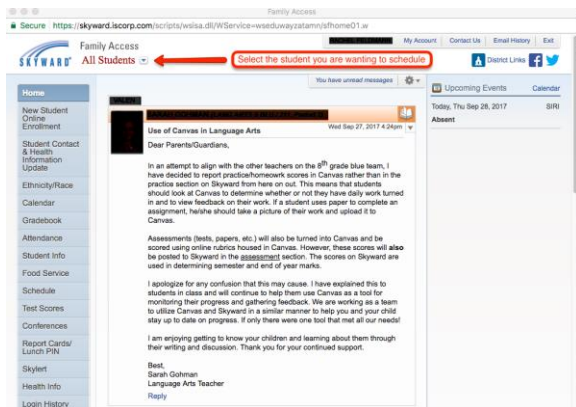 Family Access
Secure https://skyward.iscorp.com/scripts/wsisa.dll/WService=wseduwayzatamn/sfhome01.w
My Account Contact Us Email History Exit
SKYWARD
Family Access
All Students
Select the student you are wanting to schedule
District Links
You have unread messages
Home
New Student
Online
Enrollment
Student Contact
& Health
Information
Update
Ethnicity/Race
Calendar
Gradebook
Attendance
Student Info
Food Service
Schedule
Test Scores
Conferences
Report Cards/
Lunch PIN
Skylert
Health Info
Login History
Use of Canvas in Language Arts
Wed Sep 27, 2017 4:24pm
Dear Parents/Guardians,
In an attempt to align with the other teachers on the 8th grade blue team, I
have decided to report practice/homeowrk scores in Canvas rather than in the
practice section on Skyward from here on out. This means that students
should look at Canvas to determine whether or not they have daily work turned
in and to view feedback on their work. If a student uses paper to complete an
assignment, he/she should take a picture of their work and upload it to
Canvas.
Assessments (tests, papers, etc.) will also be turned into Canvas and be
scored using online rubrics housed in Canvas. However, these scores will also
be posted to Skyward in the assessment section. The scores on Skyward are
used in determining semester and end of year marks.
I apologize for any confusion that this may cause. I have explained this to
students in class and will continue to help them use Canvas as a tool for
monitoring their progress and gathering feedback. We are working as a team
to utilize Canvas and Skyward in a similar manner to help you and your child
stay up to date on progress. If only there were one tool that met all our needs!
I am enjoying getting to know your children and learning about them through
their writing and discussion. Thank you for your continued support.
Best,
Sarah Gohman
Language Arts Teacher
Reply
Upcoming Events Calendar
Today, Thu Sep 28, 2017 SIRI
Absent